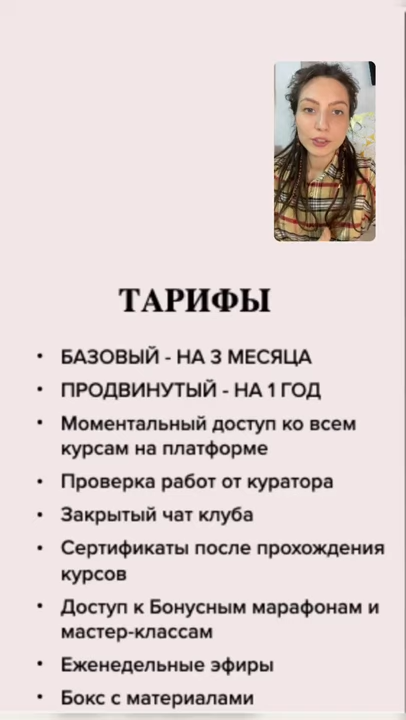 ТАРИФЫ
• БАЗОВЫЙ - НА 3 МЕСЯЦА
• ПРОДВИНУТЫЙ - НА 1 ГОД
• Моментальный доступ ко всем
курсам на платформе
• Проверка работ от куратора
• Закрытый чат клуба
• Сертификаты после прохождения
курсов
• Доступ к Бонусным марафонам и
мастер-классам
• Еженедельные эфиры
• Бокс с материалами